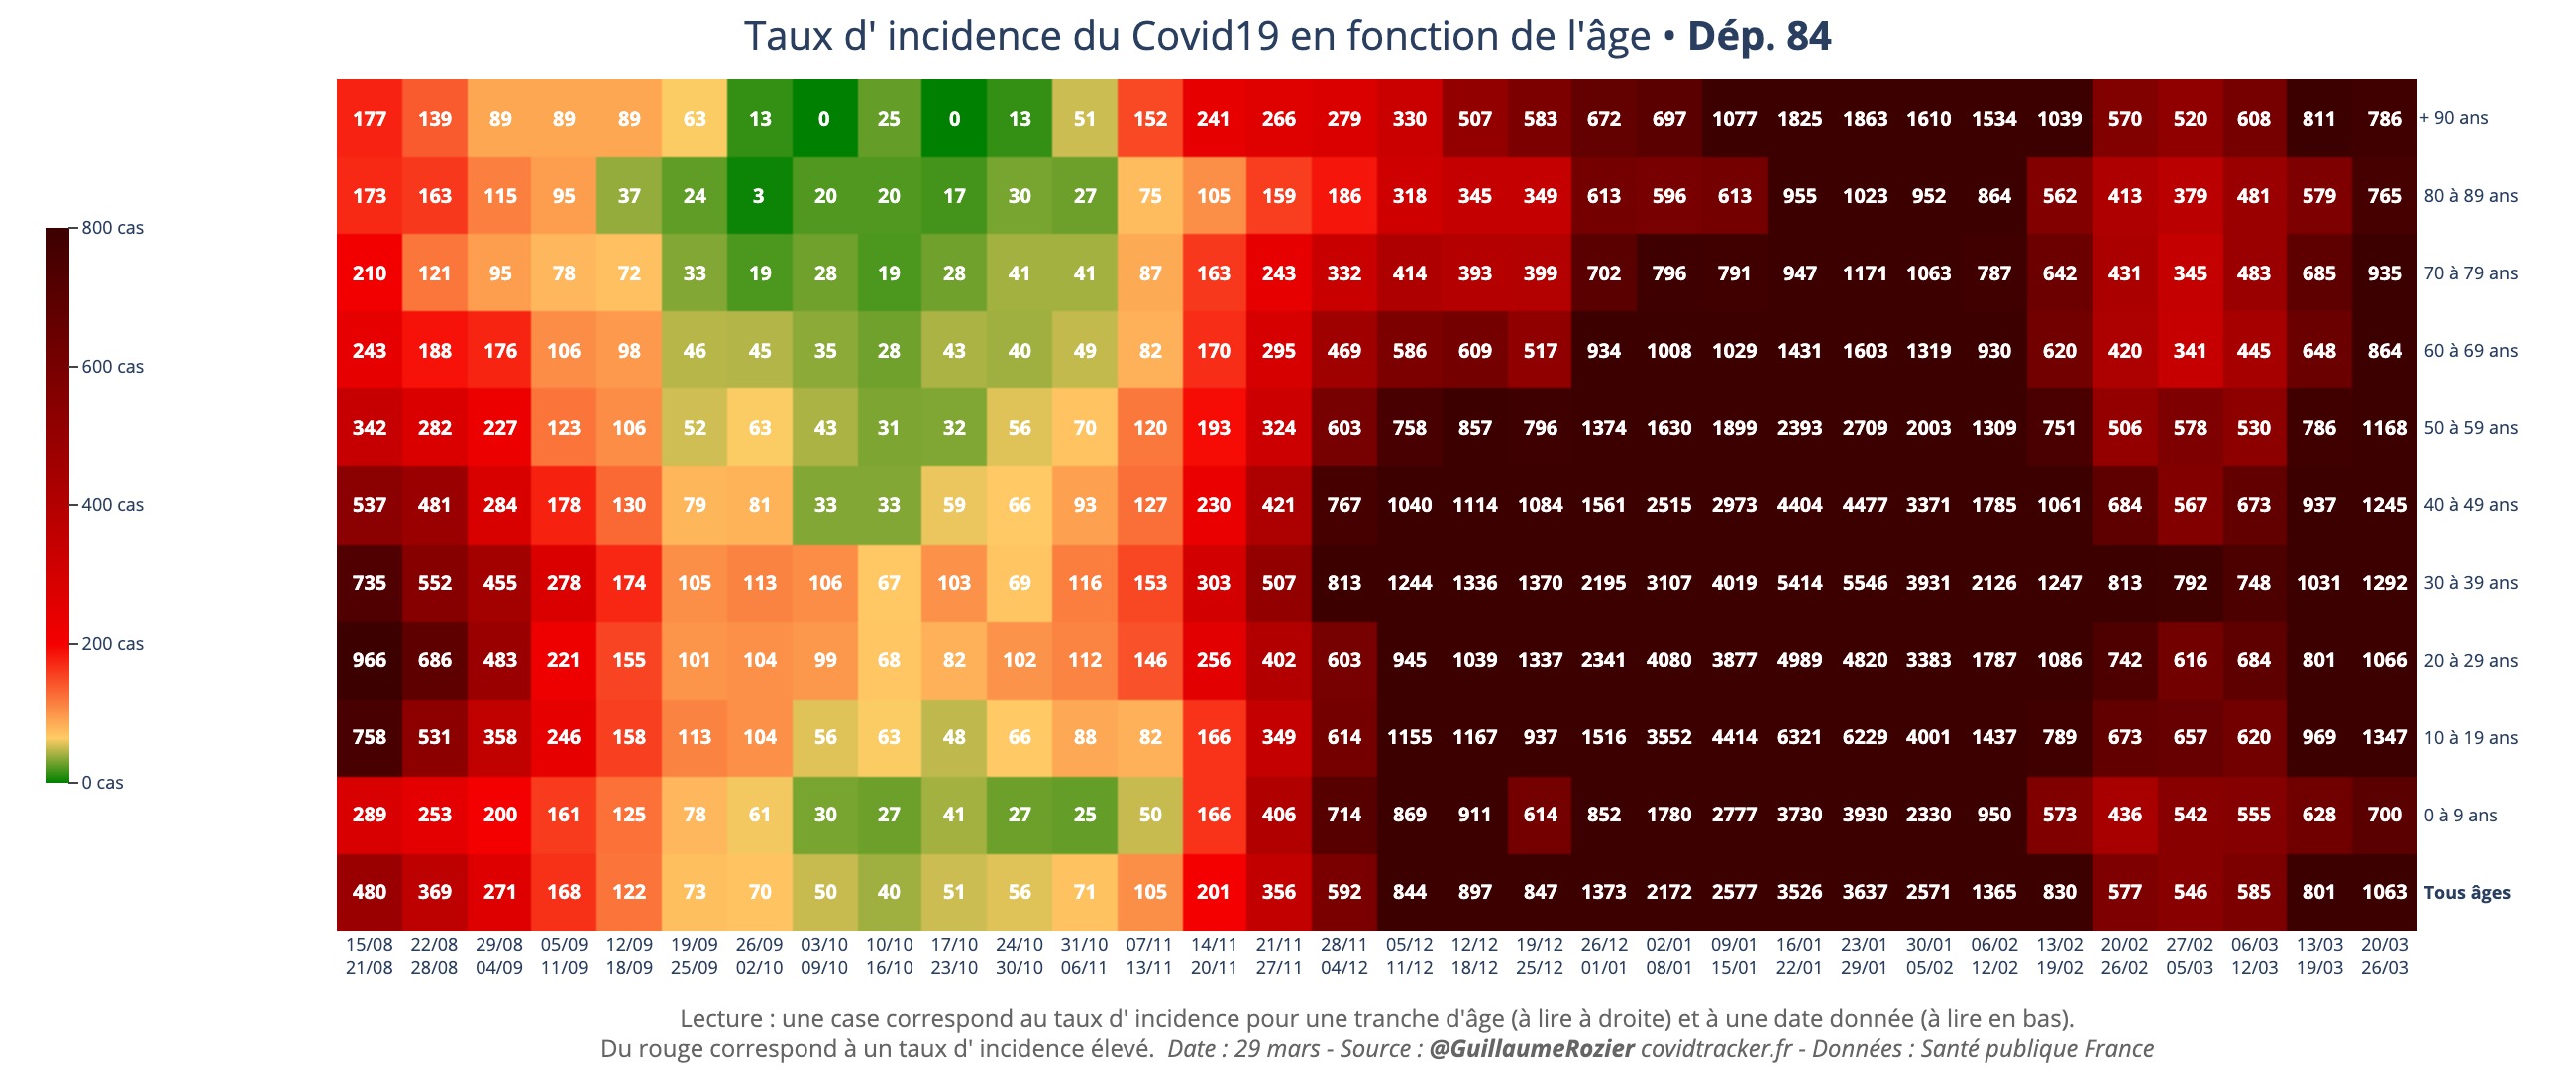 Taux d' incidence du Covid19 en fonction de l'âge • Dép. 84
177 139 89 89 89 63 13 0 25 0 13 51 152 241 266 279 330 507 583 672 697 1077 1825 1863 1610 1534 1039 570 520 608 811 786 + 90 ans
173 163 115 95 37 24 3 20 20 17 30 27 75 105 159 186 318 345 349 613 596 613 955 1023 952 864 562 413 379 481 579 765 80 à 89 ans
210 121 95 78 72 33 19 28 19 28 41 41 87 163 243 332 414 393 399 702 796 791 947 1171 1063 787 642 431 345 483 685 935 70 à 79 ans
243 188 176 106 98 46 45 35 28 43 40 49 82 170 295 469 586 609 517 934 1008 1029 1431 1603 1319 930 620 420 341 445 648 864 60 à 69 ans
342 282 227 123 106 52 63 43 31 32 56 70 120 193 324 603 758 857 796 1374 1630 1899 2393 2709 2003 1309 751 506 578 530 786 1168 50 à 59 ans
537 481 284 178 130 79 81 33 33 59 66 93 127 230 421 767 1040 1114 1084 1561 2515 2973 4404 4477 3371 1785 1061 684 567 673 937 1245 40 à 49 ans
735 552 455 278 174 105 113 106 67 103 69 116 153 303 507 813 1244 1336 1370 2195 3107 4019 5414 5546 3931 2126 1247 813 792 748 1031 1292 30 à 39 ans
966 686 483 221 155 101 104 99 68 82 102 112 146 256 402 603 945 1039 1337 2341 4080 3877 4989 4820 3383 1787 1086 742 616 684 801 1066 20 à 29 ans
758 531 358 246 158 113 104 56 63 48 66 88 82 166 349 614 1155 1167 937 1516 3552 4414 6321 6229 4001 1437 789 673 657 620 969 1347 10 à 19 ans
289 253 200 161 125 78 61 30 27 41 27 25 50 166 406 714 869 911 614 852 1780 2777 3730 3930 2330 950 573 436 542 555 628 700 0 à 9 ans
480 369 271 168 122 73 70 50 40 51 56 71 105 201 356 592 844 897 847 1373 2172 2577 3526 3637 2571 1365 830 577 546 585 801 1063 Tous âges
15/08 22/08 29/08 05/09 12/09 19/09 26/09 03/10 10/10 17/10 24/10 31/10 07/11 14/11 21/11 28/11 05/12 12/12 19/12 26/12 02/01 09/01 16/01 23/01 30/01 06/02 13/02 20/02 27/02 06/03 13/03 20/03
21/08 28/08 04/09 11/09 18/09 25/09 02/10 09/10 16/10 23/10 30/10 06/11 13/11 20/11 27/11 04/12 11/12 18/12 25/12 01/01 08/01 15/01 22/01 29/01 05/02 12/02 19/02 26/02 05/03 12/03 19/03 26/03
800 cas
600 cas
400 cas
200 cas
0 cas
Lecture : une case correspond au taux d' incidence pour une tranche d'âge (à lire à droite) et à une date donnée (à lire en bas).
Du rouge correspond à un taux d' incidence élevé. Date : 29 mars - Source : @GuillaumeRozier covidtracker.fr - Données : Santé publique France